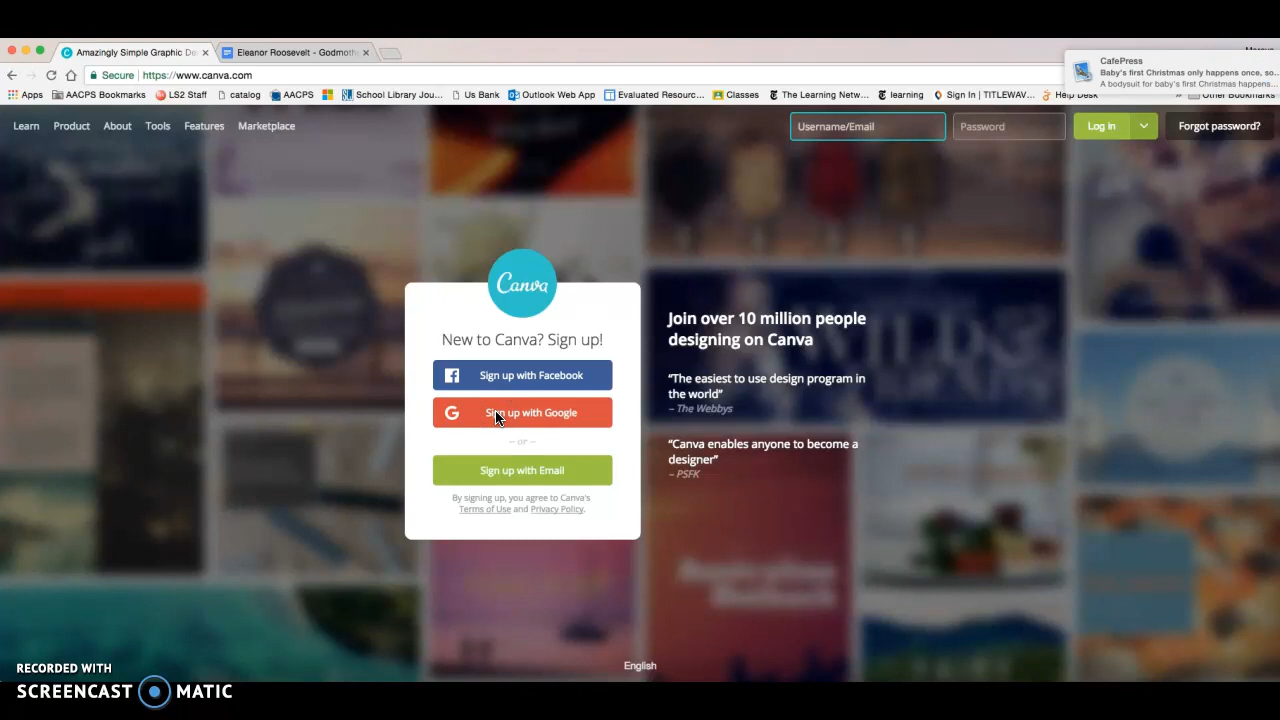 Amazingly Simple Graphic De
Eleanor Roosevelt - Godmoth
CafePress
Baby's first Christmas only happens once, so...
A bodysuit for baby's first Christmas happens...
Secure
https://www.canva.com
Apps
AACPS Bookmarks
LS2 Staff
catalog
AACPS
School Library Jou...
Us Bank
Outlook Web App
Evaluated Resourc...
Classes
The Learning Netw...
learning
Sign In | TITLEWAV...
Help Desk
Other Bookmarks
Learn
Product
About
Tools
Features
Marketplace
Username/Email
Password
Log in
Forgot password?
Canva
New to Canva? Sign up!
Sign up with Facebook
Sign up with Google
– or –
Sign up with Email
By signing up, you agree to Canva's
Terms of Use and Privacy Policy.
Join over 10 million people
designing on Canva
“The easiest to use design program in
the world”
– The Webbys
“Canva enables anyone to become a
designer”
– PSFK
English
RECORDED WITH
SCREENCAST MATIC